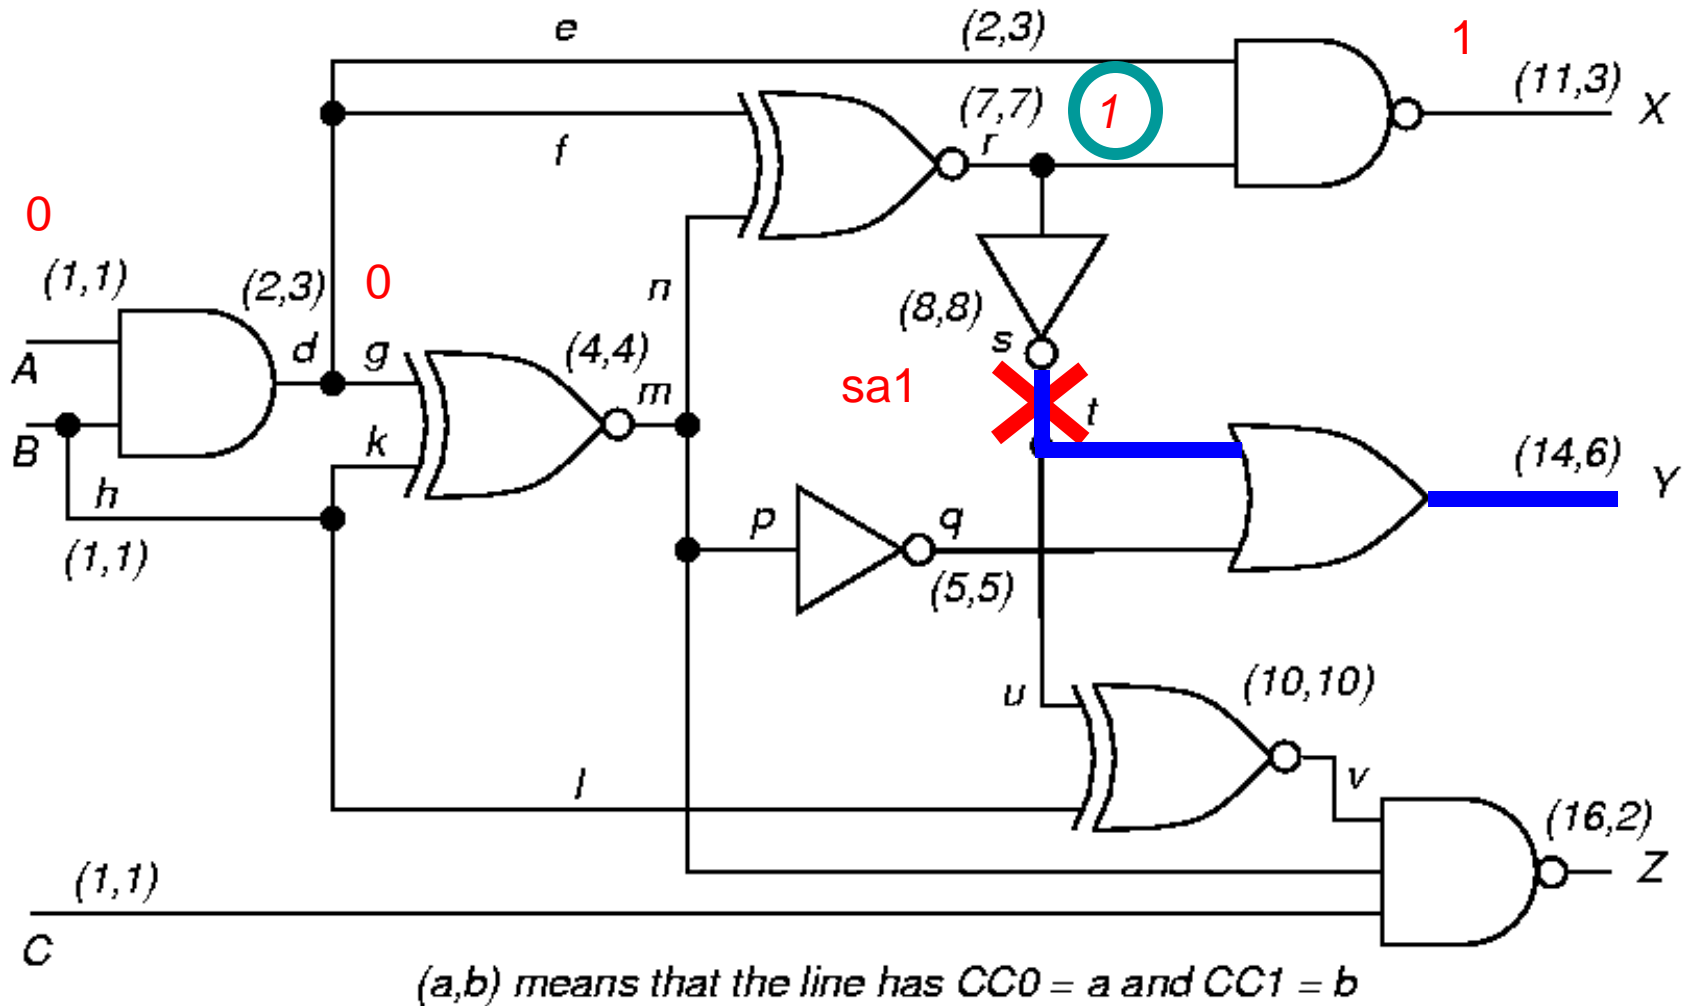 e
(2,3)
1
(11,3)
X
(7,7)
1
r
f
0
(1,1)
(2,3)
0
n
(8,8)
s
d
g
(4,4)
A
m
sa1
t
k
B
(14,6)
Y
h
p
q
(1,1)
(5,5)
u
(10,10)
l
v
(16,2)
Z
(1,1)
C
(a,b) means that the line has CC0 = a and CC1 = b